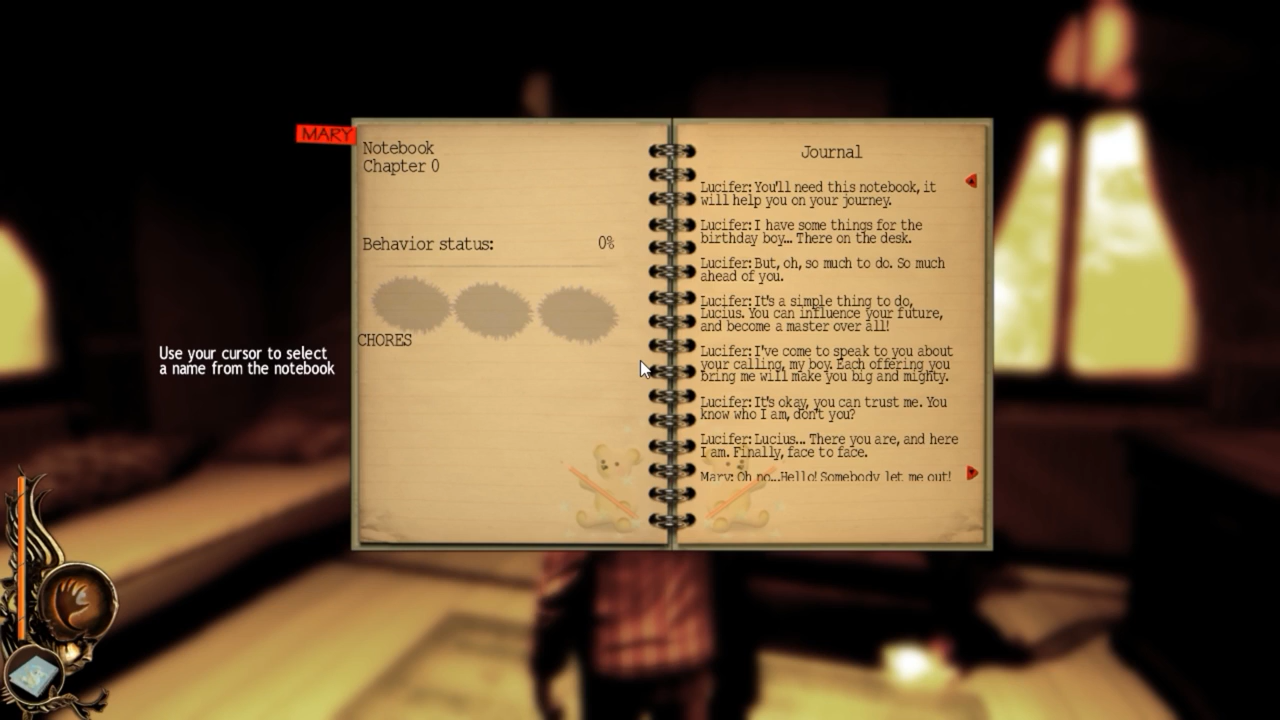 MARY
Notebook
Chapter 0
Behavior status: 0%
CHORES
Use your cursor to select
a name from the notebook
Journal
Lucifer: You'll need this notebook, it
will help you on your journey.
Lucifer: I have some things for the
birthday boy... There on the desk.
Lucifer: But, oh, so much to do. So much
ahead of you.
Lucifer: It's a simple thing to do,
Lucius. You can influence your future,
and become a master over all!
Lucifer: I've come to speak to you about
your calling, my boy. Each offering you
bring me will make you big and mighty.
Lucifer: It's okay, you can trust me. You
know who I am, don't you?
Lucifer: Lucius... There you are, and here
I am. Finally, face to face.
Mary: Oh no...Hello! Somebody let me out!